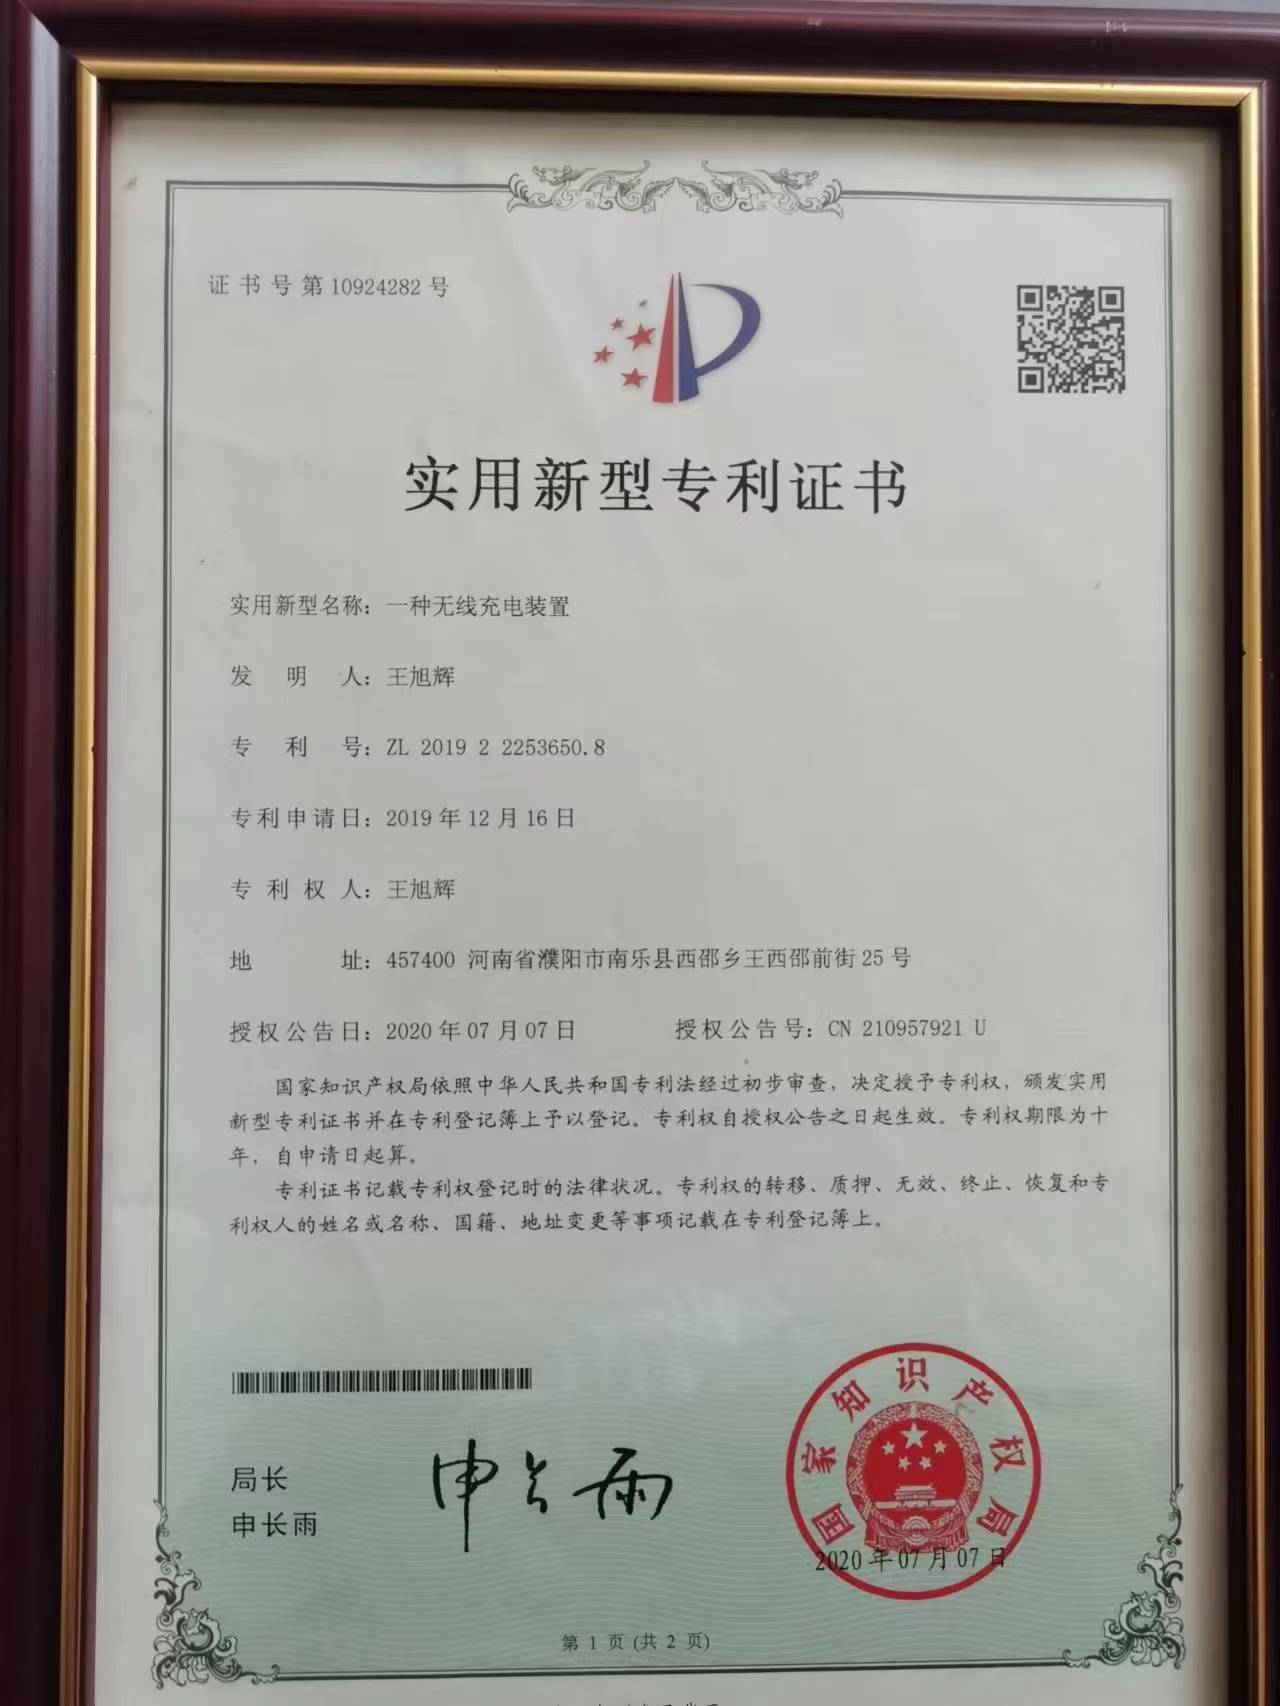 证书号第10924282号
实用新型专利证书
实用新型名称：一种无线充电装置
发明人：王旭辉
专利号：ZL 2019 2 2253650.8
专利申请日：2019年12月16日
专利权人：王旭辉
地址：457400 河南省濮阳市南乐县西邵乡王西邵前街25号
授权公告日：2020年07月07日 授权公告号：CN 210957921 U
国家知识产权局依照中华人民共和国专利法经过初步审查，决定授予专利权，颁发实用
新型专利证书并在专利登记簿上予以登记。专利权自授权公告之日起生效。专利权期限为十
年，自申请日起算。
专利证书记载专利权登记时的法律状况。专利权的转移、质押、无效、终止、恢复和专
利权人的姓名或名称、国籍、地址变更等事项记载在专利登记簿上。
局长
申长雨
申长雨
国家知识产权局
2020年07月07日
第 1 页 (共 2 页)